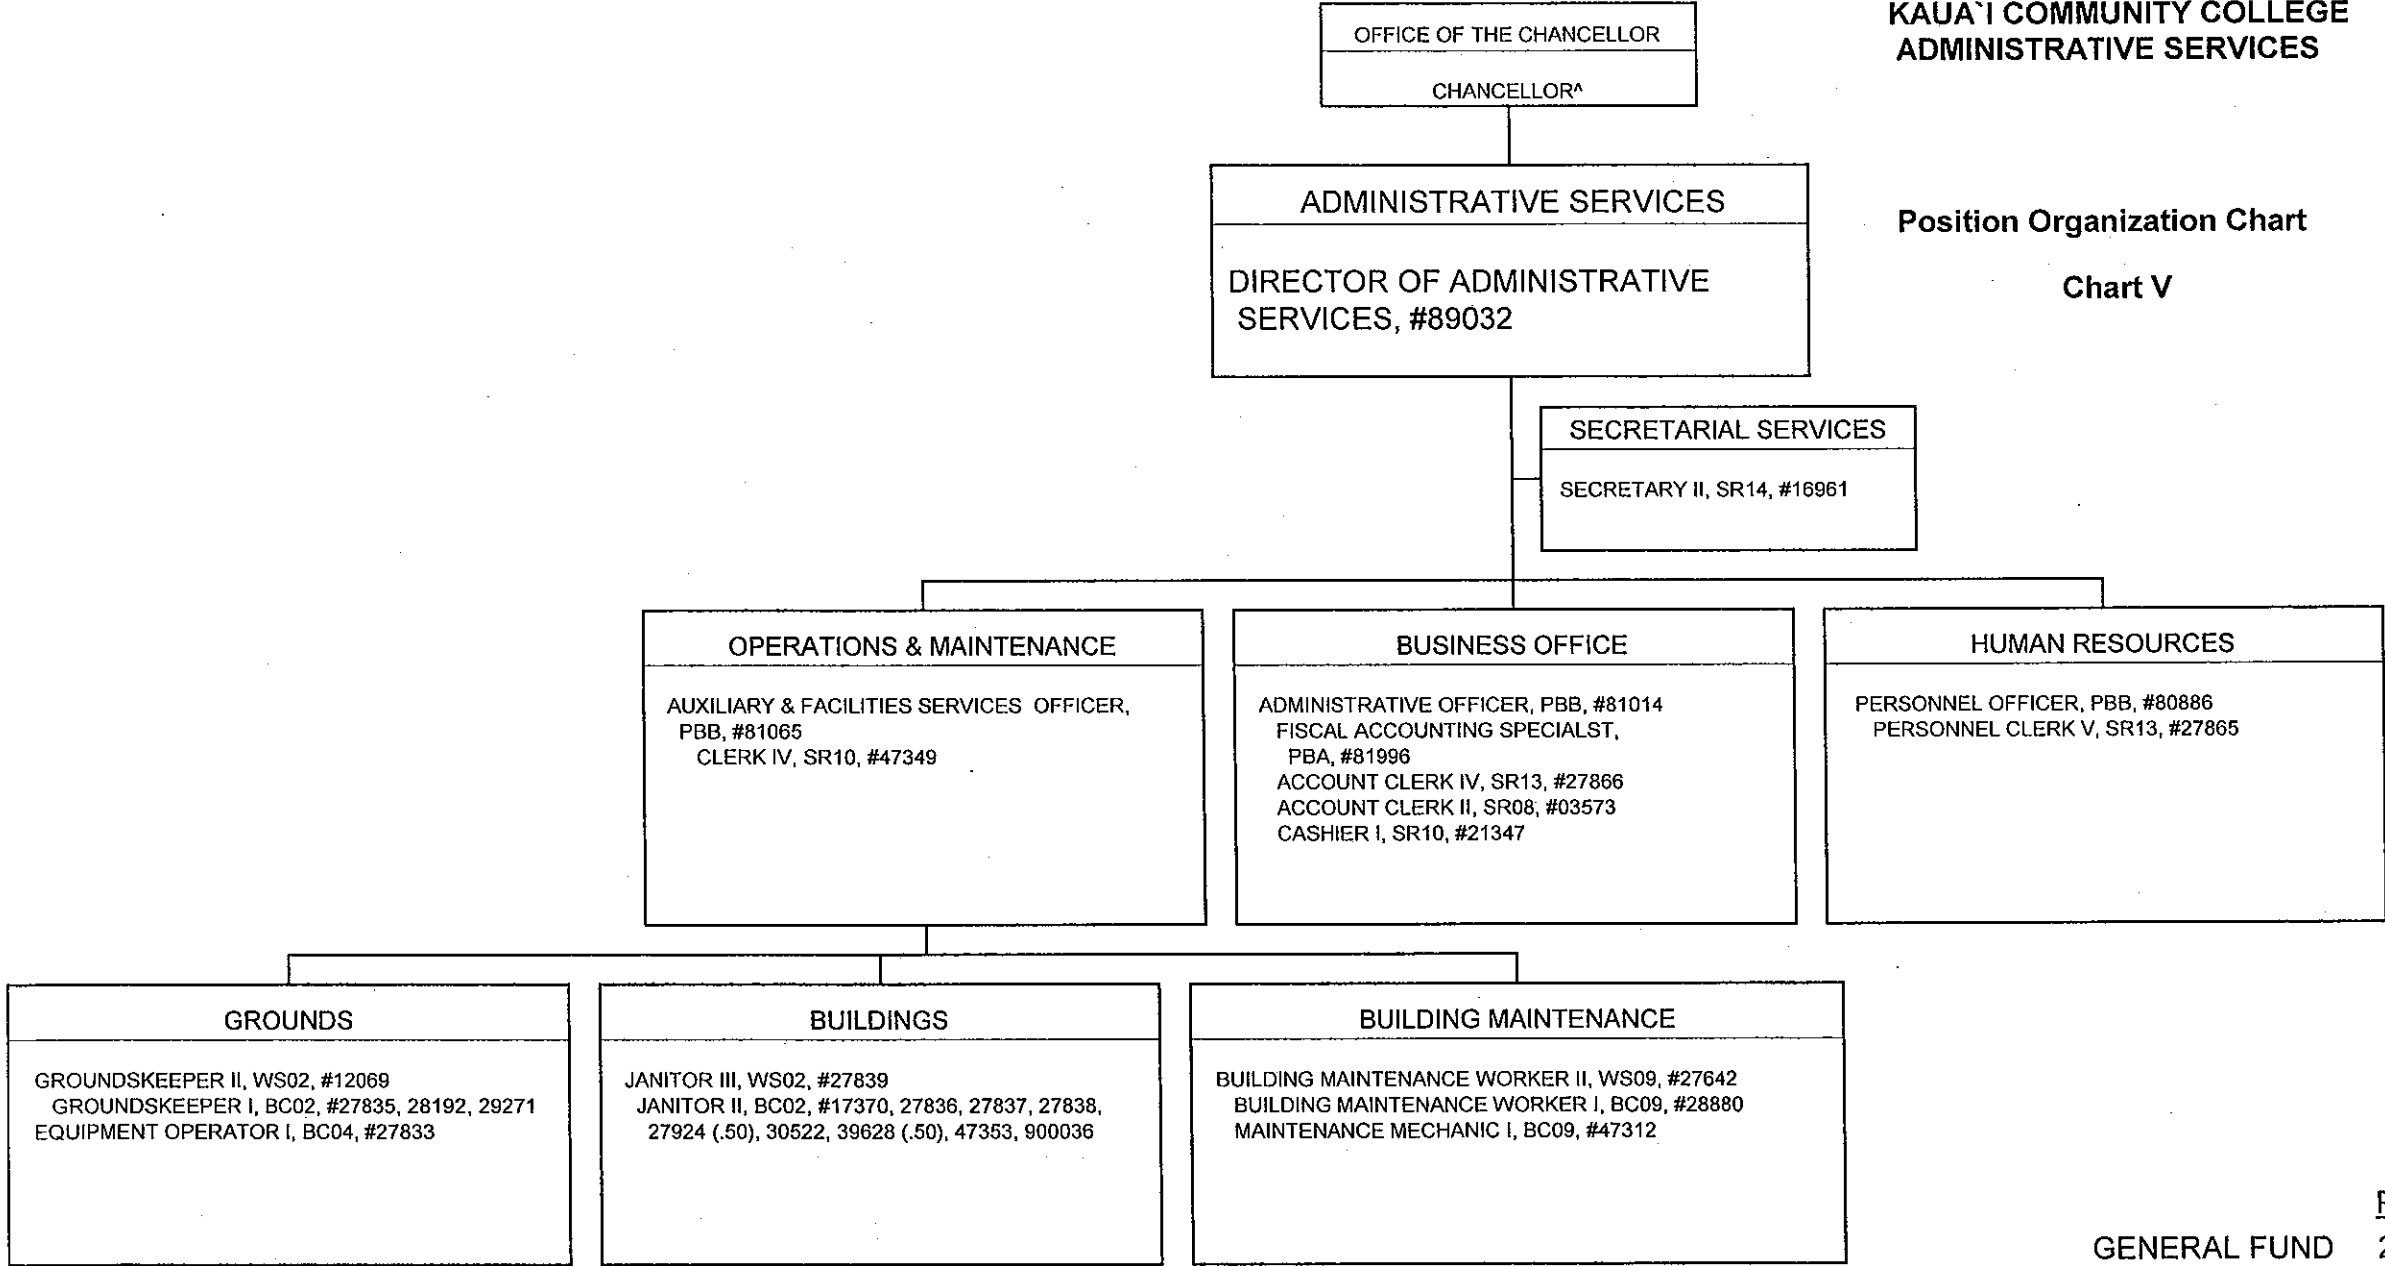 KAUA`I COMMUNITY COLLEGE
ADMINISTRATIVE SERVICES
Position Organization Chart
Chart V
OFFICE OF THE CHANCELLOR
CHANCELLOR^
ADMINISTRATIVE SERVICES
DIRECTOR OF ADMINISTRATIVE
SERVICES, #89032
SECRETARIAL SERVICES
SECRETARY II, SR14, #16961
OPERATIONS & MAINTENANCE
AUXILIARY & FACILITIES SERVICES OFFICER,
PBB, #81065
CLERK IV, SR10, #47349
BUSINESS OFFICE
ADMINISTRATIVE OFFICER, PBB, #81014
FISCAL ACCOUNTING SPECIALST,
PBA, #81996
ACCOUNT CLERK IV, SR13, #27866
ACCOUNT CLERK II, SR08, #03573
CASHIER I, SR10, #21347
HUMAN RESOURCES
PERSONNEL OFFICER, PBB, #80886
PERSONNEL CLERK V, SR13, #27865
GROUNDS
GROUNDSKEEPER II, WS02, #12069
GROUNDSKEEPER I, BC02, #27835, 28192, 29271
EQUIPMENT OPERATOR I, BC04, #27833
BUILDINGS
JANITOR III, WS02, #27839
JANITOR II, BC02, #17370, 27836, 27837, 27838,
27924 (.50), 30522, 39628 (.50), 47353, 900036
BUILDING MAINTENANCE
BUILDING MAINTENANCE WORKER II, WS09, #27642
BUILDING MAINTENANCE WORKER I, BC09, #28880
MAINTENANCE MECHANIC I, BC09, #47312
GENERAL FUND